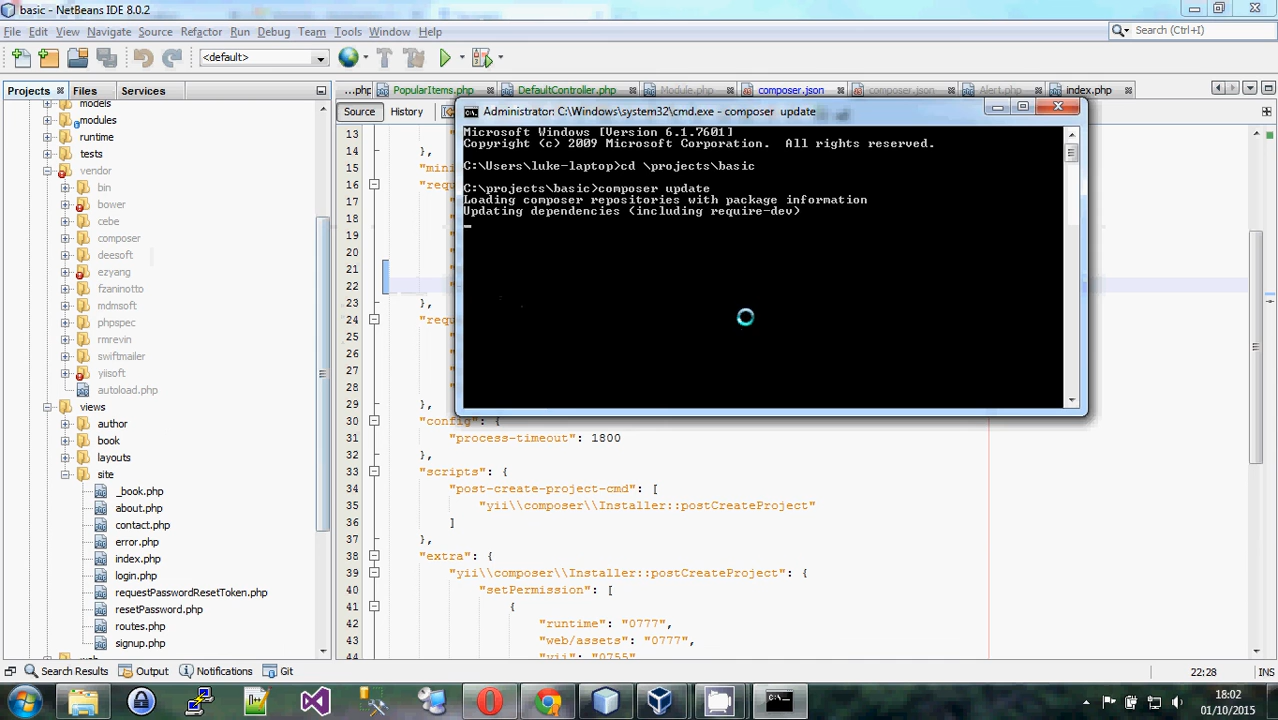 basic - NetBeans IDE 8.0.2
File Edit View Navigate Source Refactor Run Debug Team Tools Window Help
<default>
Search (Ctrl+I)
Projects Files Services
...php PopularItems.php DefaultController.php Module.php composer.json composer.json Alert.php index.php
Source History
Administrator: C:\Windows\system32\cmd.exe - composer update
Microsoft Windows [Version 6.1.7601]
Copyright (c) 2009 Microsoft Corporation. All rights reserved.
C:\Users\luke-laptop>cd \projects\basic
C:\projects\basic>composer update
Loading composer repositories with package information
Updating dependencies (including require-dev)
models
modules
runtime
tests
vendor
bin
bower
cebe
composer
deesoft
ezyang
fzaninotto
mdmsoft
phpspec
rmrevin
swiftmailer
yiisoft
autoload.php
views
author
book
layouts
site
_book.php
about.php
contact.php
error.php
index.php
login.php
requestPasswordResetToken.php
resetPassword.php
routes.php
signup.php
13
14 },
15 "mini
16 "requ
17
18
19
20
21
22
23 },
24 "requ
25
26
27
28
29 },
30 "config": {
31 "process-timeout": 1800
32 },
33 "scripts": {
34 "post-create-project-cmd": [
35 "yii\\composer\\Installer::postCreateProject"
36 ]
37 },
38 "extra": {
39 "yii\\composer\\Installer::postCreateProject": {
40 "setPermission": [
41 {
42 "runtime": "0777",
43 "web/assets": "0777",
44 "yii": "0755"
Search Results Output Notifications Git
22:28 INS
18:02
01/10/2015